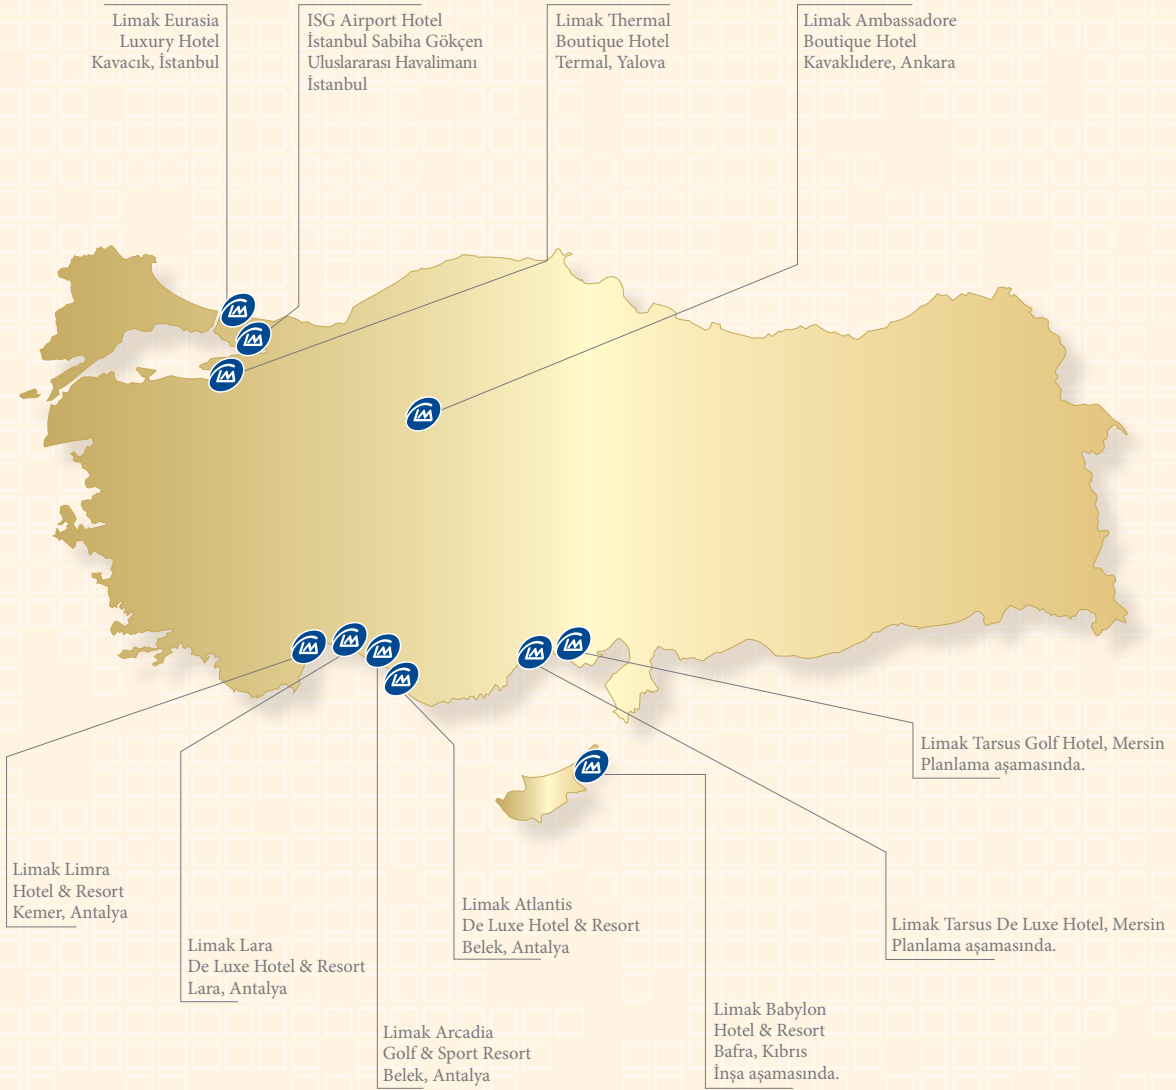 Limak Eurasia
Luxury Hotel
Kavacık, İstanbul
ISG Airport Hotel
İstanbul Sabiha Gökçen
Uluslararası Havalimanı
İstanbul
Limak Thermal
Boutique Hotel
Termal, Yalova
Limak Ambassadore
Boutique Hotel
Kavaklıdere, Ankara
Limak Tarsus Golf Hotel, Mersin
Planlama aşamasında.
Limak Limra
Hotel & Resort
Kemer, Antalya
Limak Lara
De Luxe Hotel & Resort
Lara, Antalya
Limak Atlantis
De Luxe Hotel & Resort
Belek, Antalya
Limak Tarsus De Luxe Hotel, Mersin
Planlama aşamasında.
Limak Arcadia
Golf & Sport Resort
Belek, Antalya
Limak Babylon
Hotel & Resort
Bafra, Kıbrıs
İnşa aşamasında.